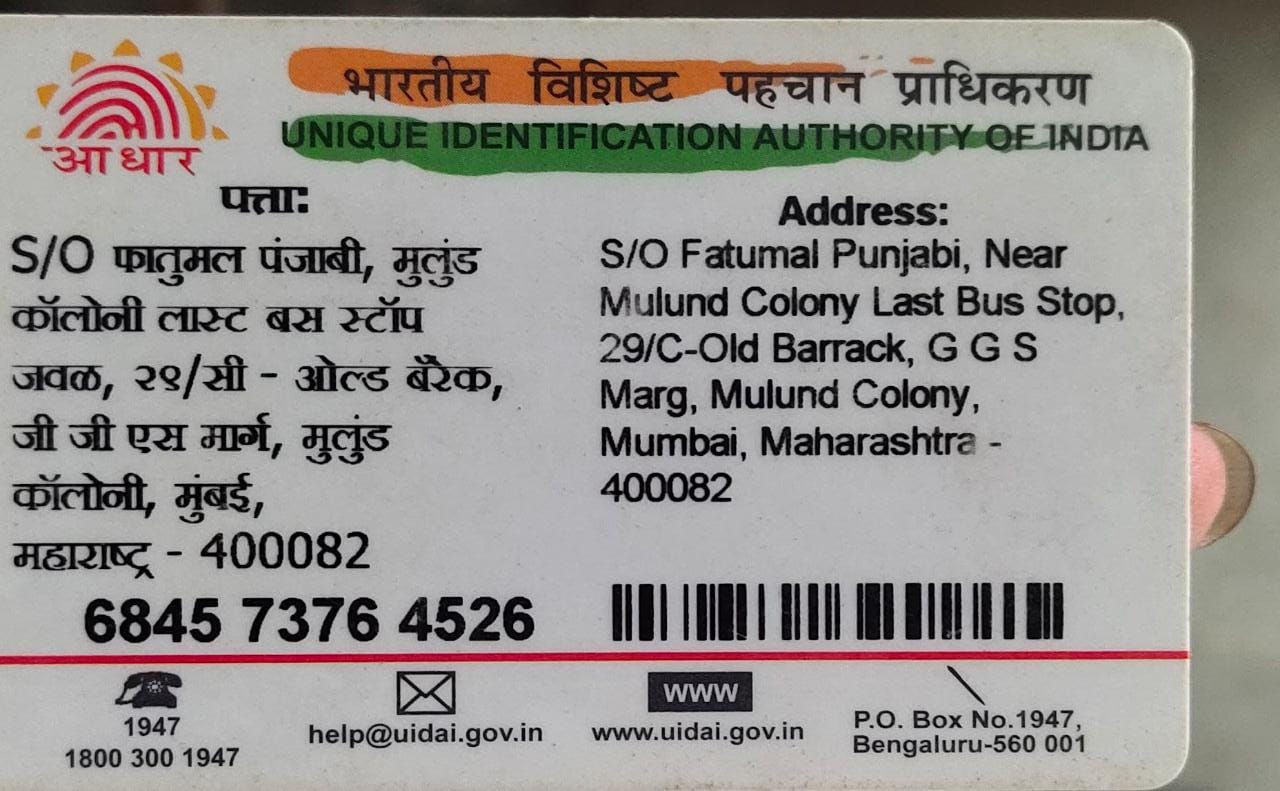 भारतीय विशिष्ट पहचान प्राधिकरण
UNIQUE IDENTIFICATION AUTHORITY OF INDIA
आधार
पत्ता:
S/O फातुमल पंजाबी, मुलुंड
कॉलोनी लास्ट बस स्टॉप
जवळ, २९/सी - ओल्ड बॅरेक,
जी जी एस मार्ग, मुलुंड
कॉलोनी, मुंबई,
महाराष्ट्र - 400082
Address:
S/O Fatumal Punjabi, Near
Mulund Colony Last Bus Stop,
29/C-Old Barrack, G G S
Marg, Mulund Colony,
Mumbai, Maharashtra -
400082
6845 7376 4526
1947
1800 300 1947
help@uidai.gov.in
WWW
www.uidai.gov.in
P.O. Box No.1947,
Bengaluru-560 001